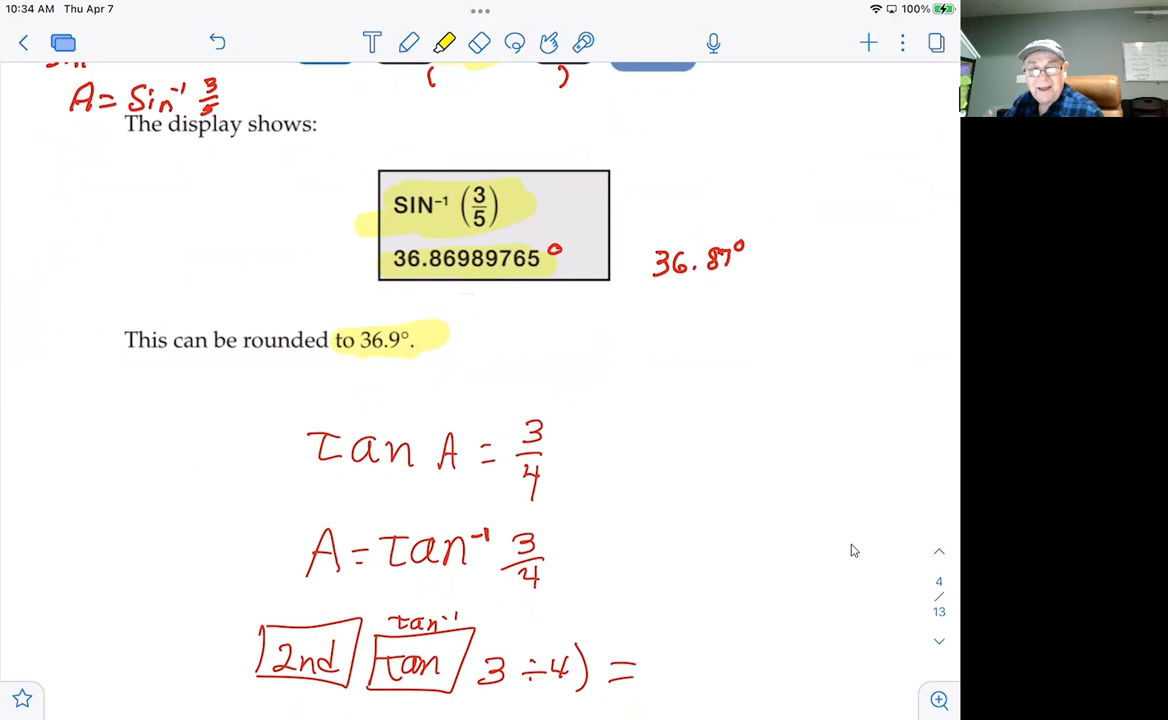 10:34 AM Thu Apr 7
100%
A = Sin⁻¹ 3/5
The display shows:
SIN⁻¹ (3/5)
36.86989765°
36.87°
This can be rounded to 36.9°.
tan A = 3/4
A = tan⁻¹ 3/4
tan⁻¹
2nd tan 3 ÷ 4) =
4
/
13